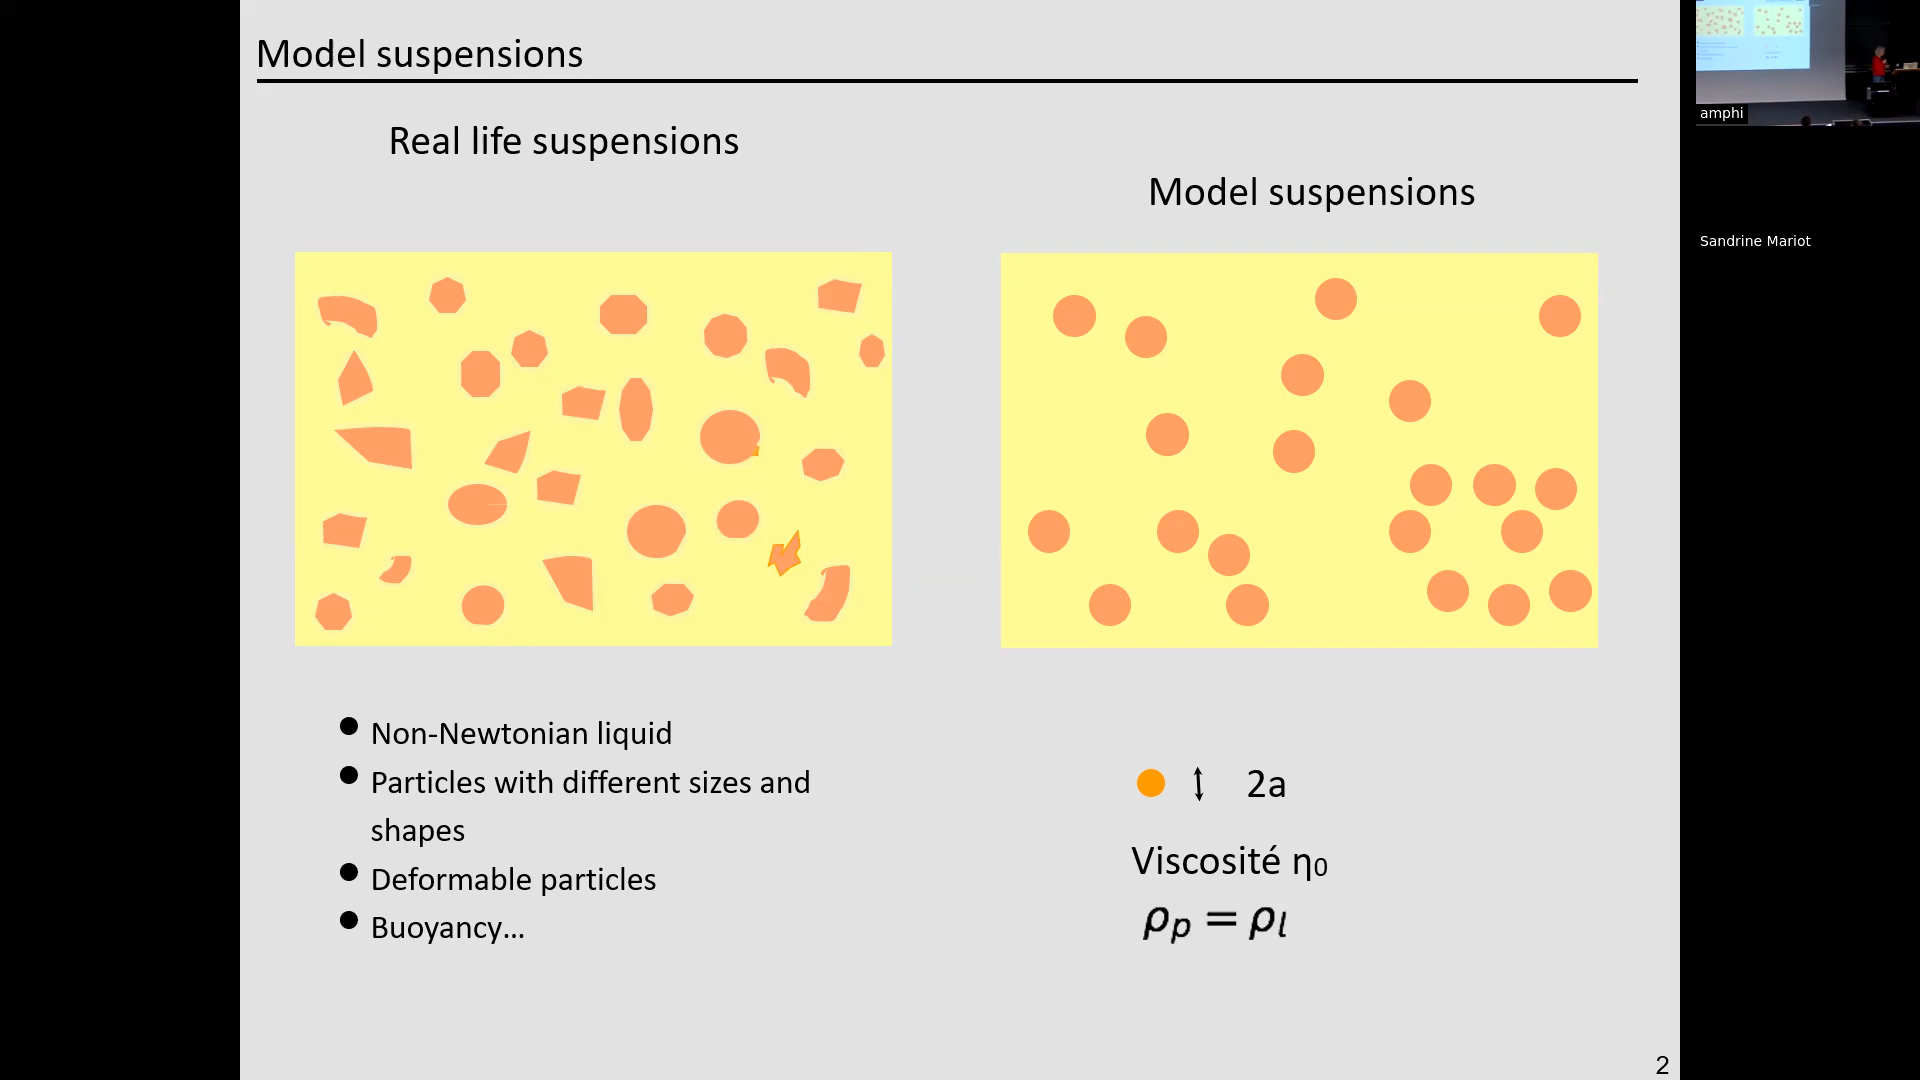 Model suspensions
Real life suspensions
Model suspensions
• Non-Newtonian liquid
• Particles with different sizes and
shapes
• Deformable particles
• Buoyancy...
2a
Viscosité η₀
ρₚ = ρₗ
2
amphi
Sandrine Mariot